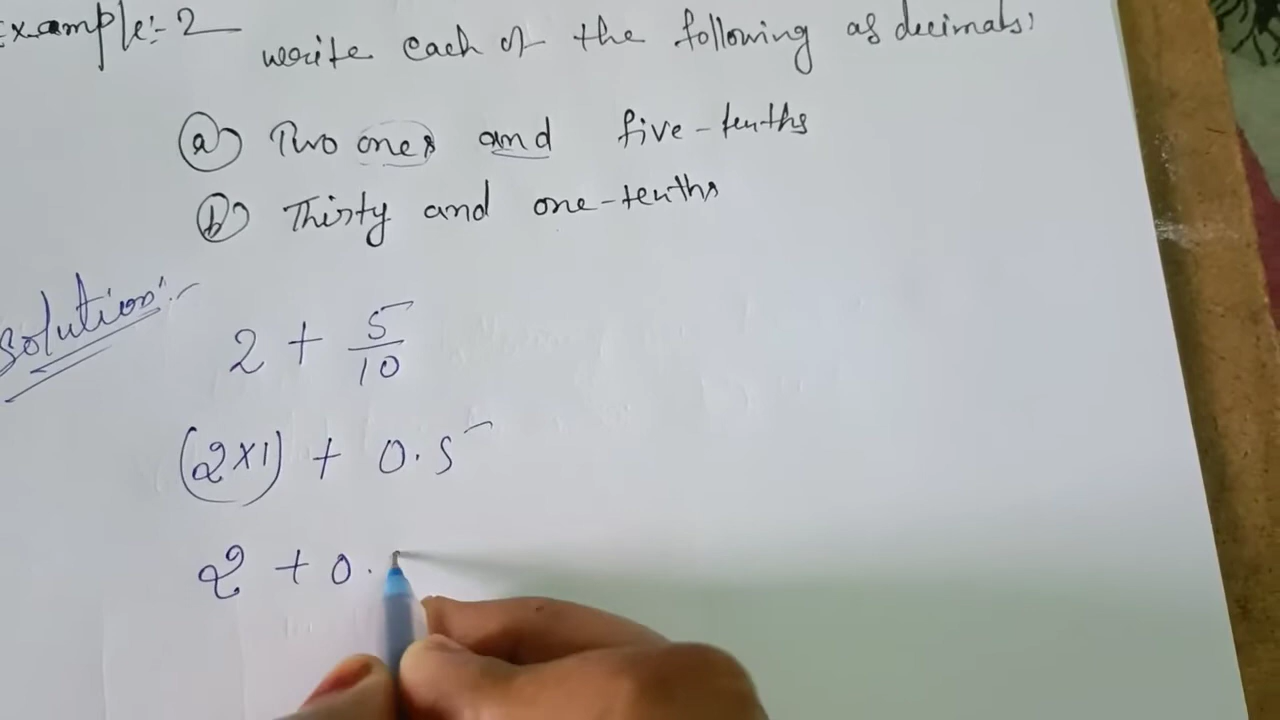 Example:- 2
write each of the following as decimals:
(a) Two ones and five-tenths
(b) Thirty and one-tenths
Solution:-
2 + 5/10
(2×1) + 0.5
2 + 0.